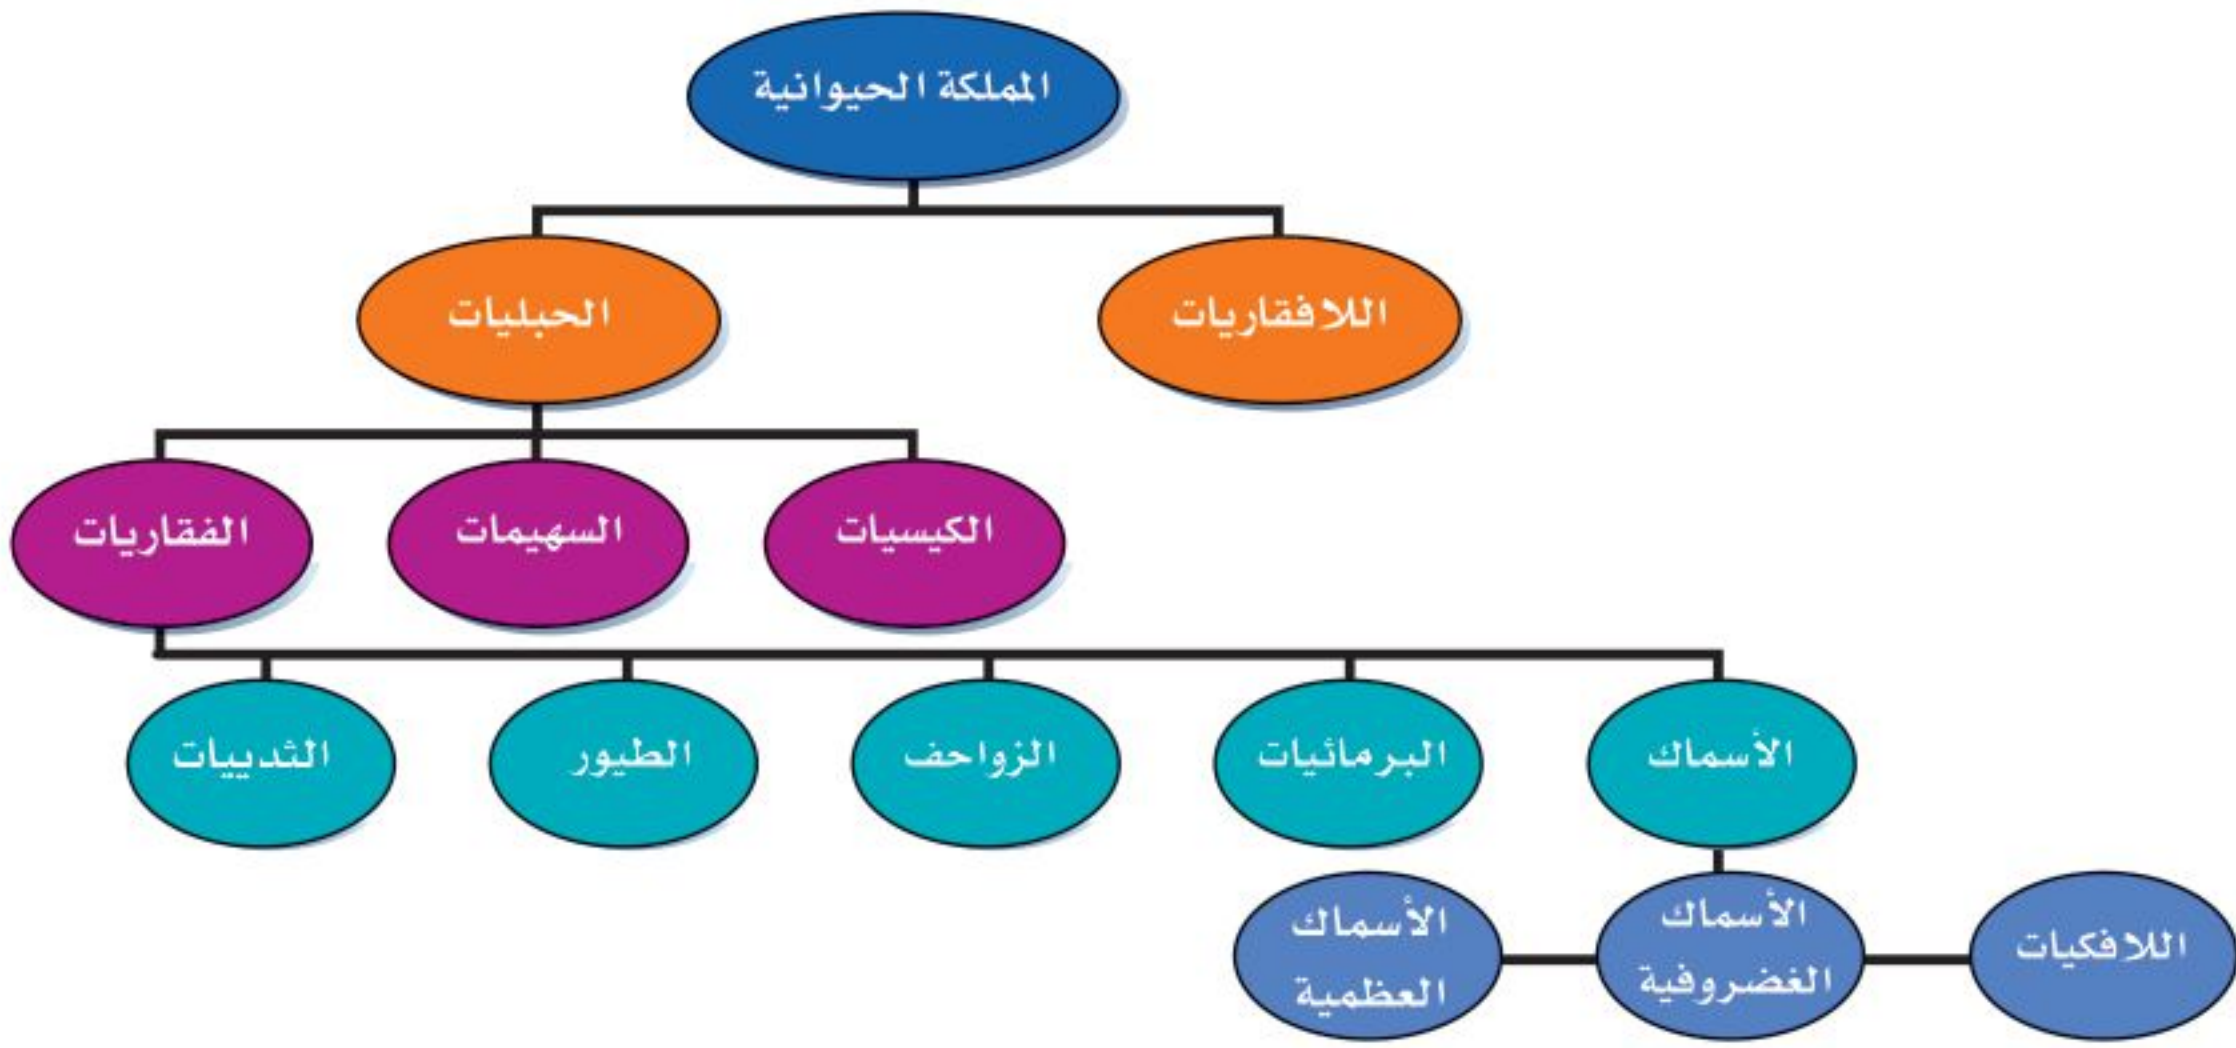 المملكة الحيوانية
اللافقاريات
الحبليات
الكيسيات
السهيمات
الفقاريات
الأسماك
البرمائيات
الزواحف
الطيور
الثدييات
اللافكيات
الأسماك
الغضروفية
الأسماك
العظمية